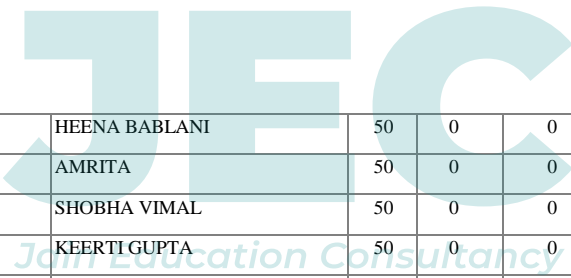 JEC
HEENA BABLANI 50 0 0
AMRITA 50 0 0
SHOBHA VIMAL 50 0 0
KEERTI GUPTA 50 0 0
Jain Education Consultancy